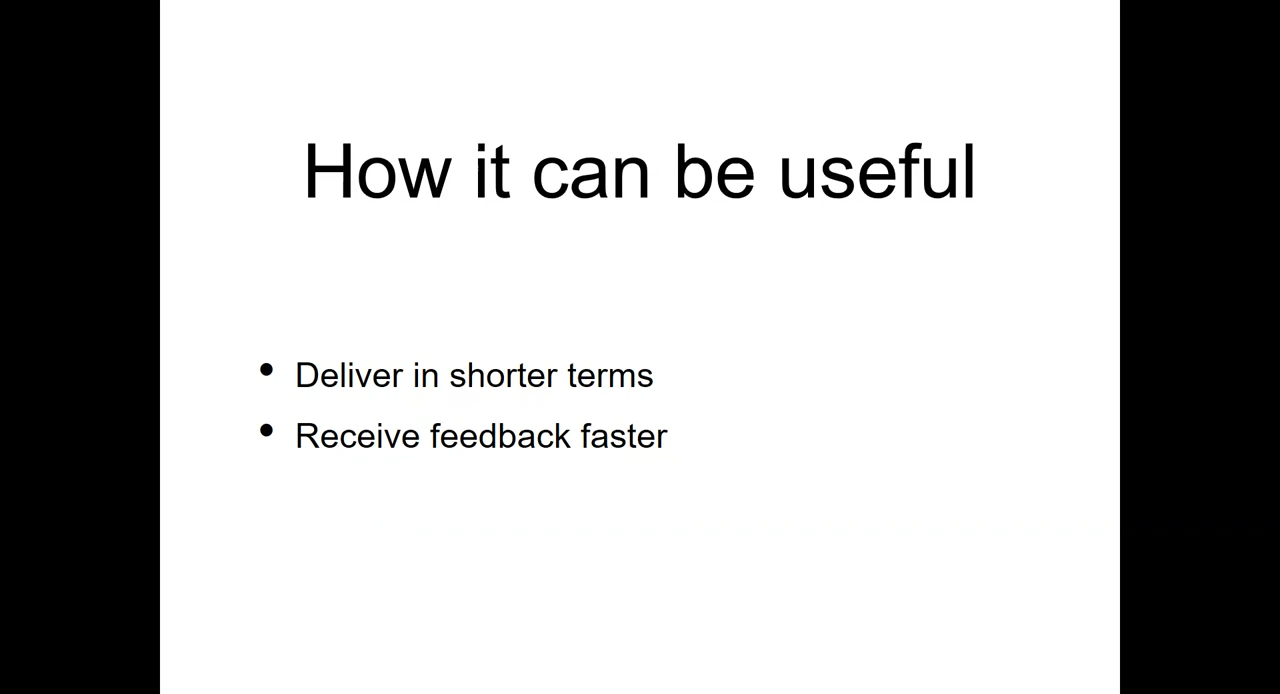 How it can be useful
• Deliver in shorter terms
• Receive feedback faster